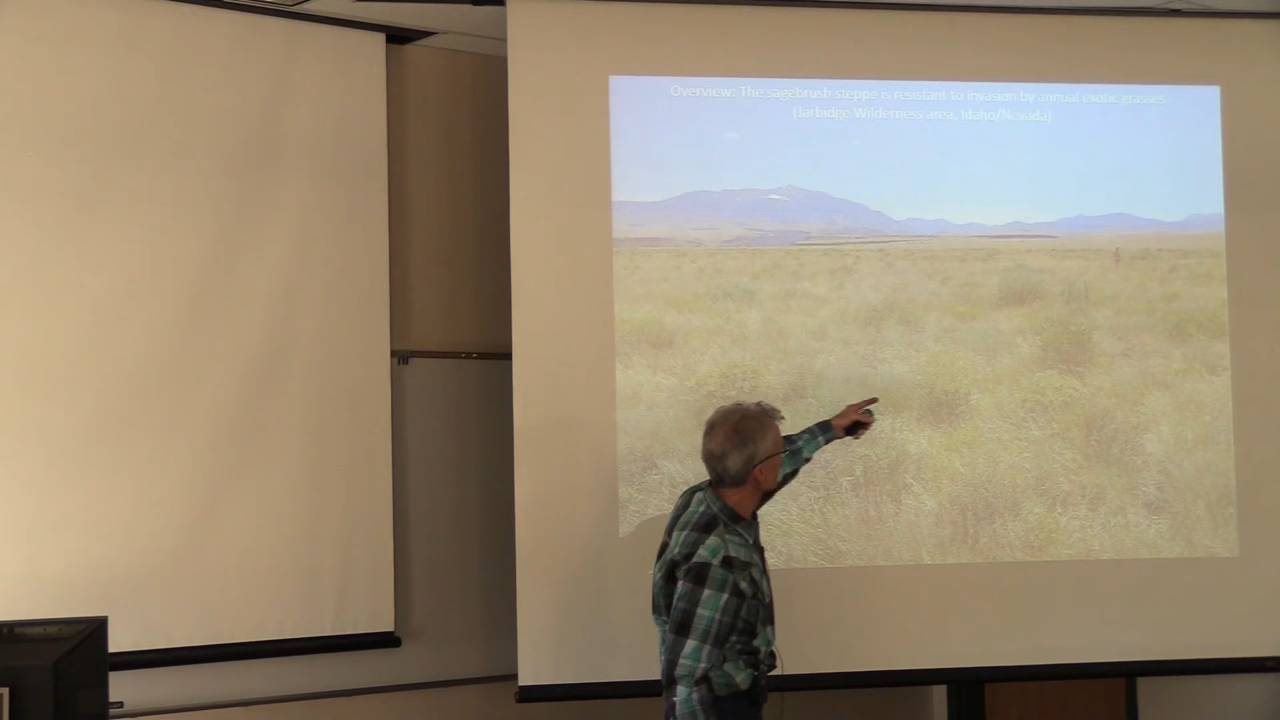 Overview: The sagebrush steppe is resistant to invasion by annual exotic grasses
(Jarbidge Wilderness area, Idaho/Nevada)